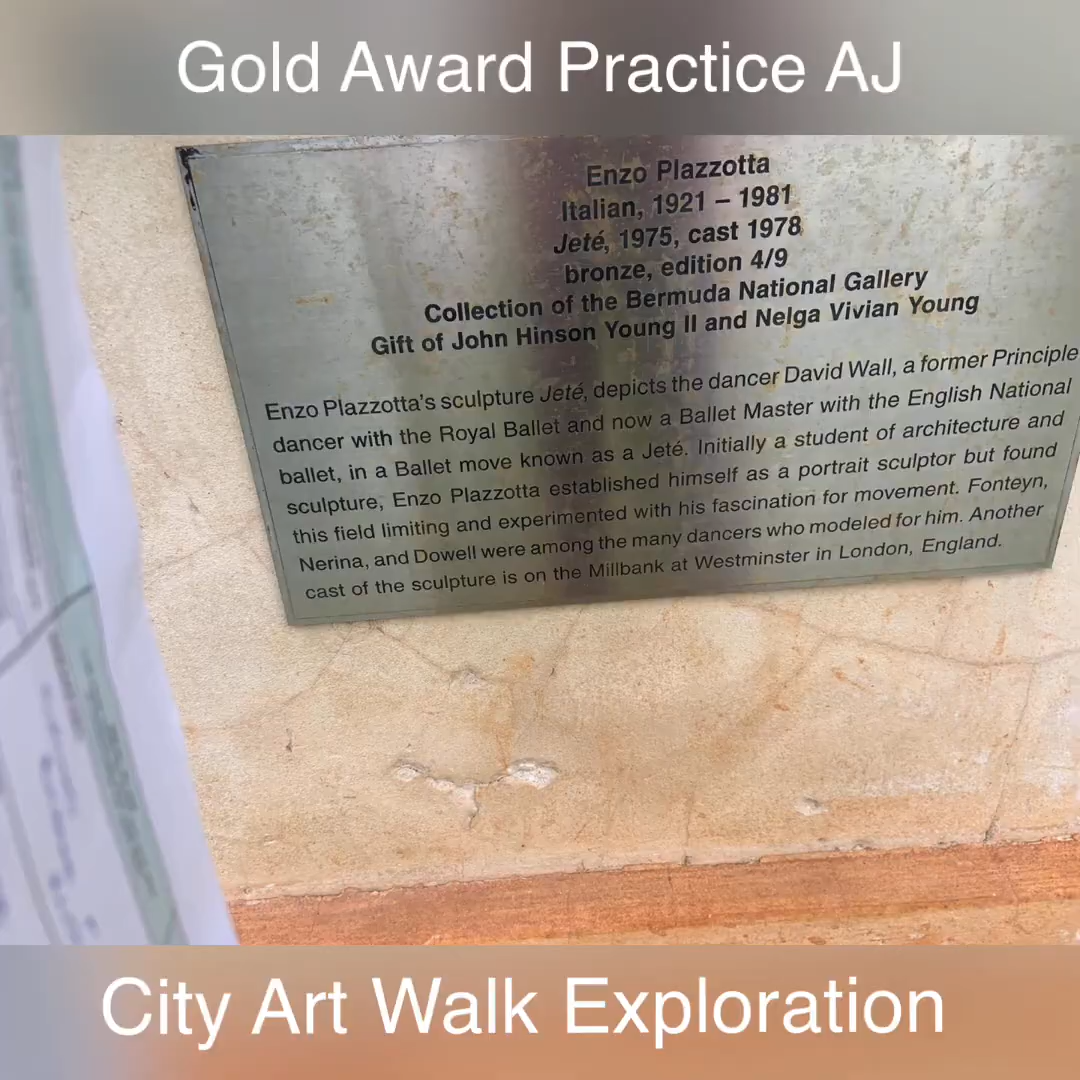 Gold Award Practice AJ
Enzo Plazzotta
Italian, 1921 – 1981
Jeté, 1975, cast 1978
bronze, edition 4/9
Collection of the Bermuda National Gallery
Gift of John Hinson Young II and Nelga Vivian Young
Enzo Plazzotta's sculpture Jeté, depicts the dancer David Wall, a former Principle
dancer with the Royal Ballet and now a Ballet Master with the English National
ballet, in a Ballet move known as a Jeté. Initially a student of architecture and
sculpture, Enzo Plazzotta established himself as a portrait sculptor but found
this field limiting and experimented with his fascination for movement. Fonteyn,
Nerina, and Dowell were among the many dancers who modeled for him. Another
cast of the sculpture is on the Millbank at Westminster in London, England.
City Art Walk Exploration